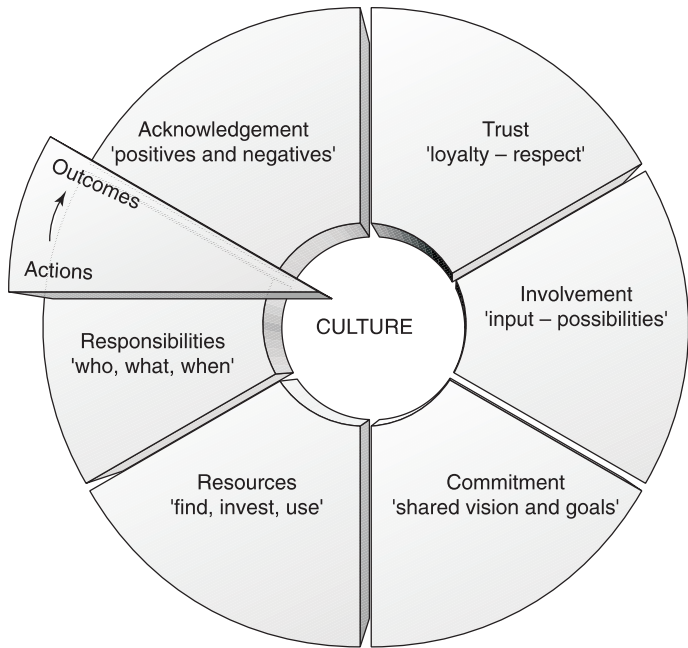 Acknowledgement
'positives and negatives'
Trust
'loyalty – respect'
Outcomes
Actions
Involvement
'input – possibilities'
CULTURE
Responsibilities
'who, what, when'
Resources
'find, invest, use'
Commitment
'shared vision and goals'